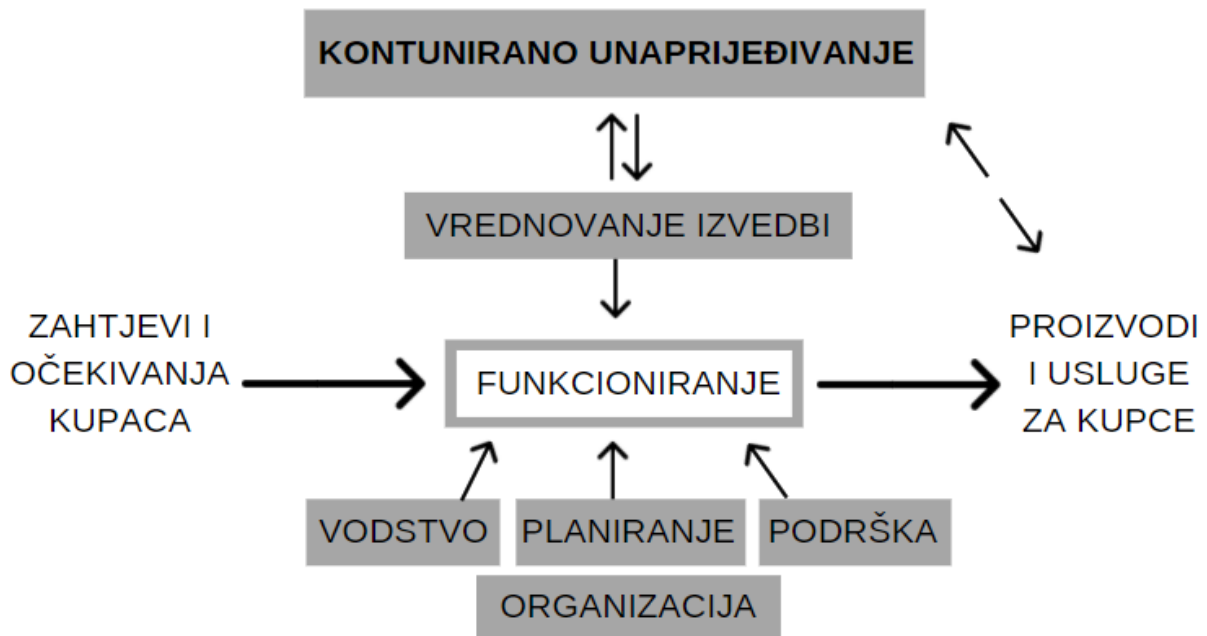 KONTUNIRANO UNAPRIJEĐIVANJE
VREDNOVANJE IZVEDBI
ZAHTJEVI I
OČEKIVANJA
KUPACA
FUNKCIONIRANJE
PROIZVODI
I USLUGE
ZA KUPCE
VODSTVO
PLANIRANJE
PODRŠKA
ORGANIZACIJA